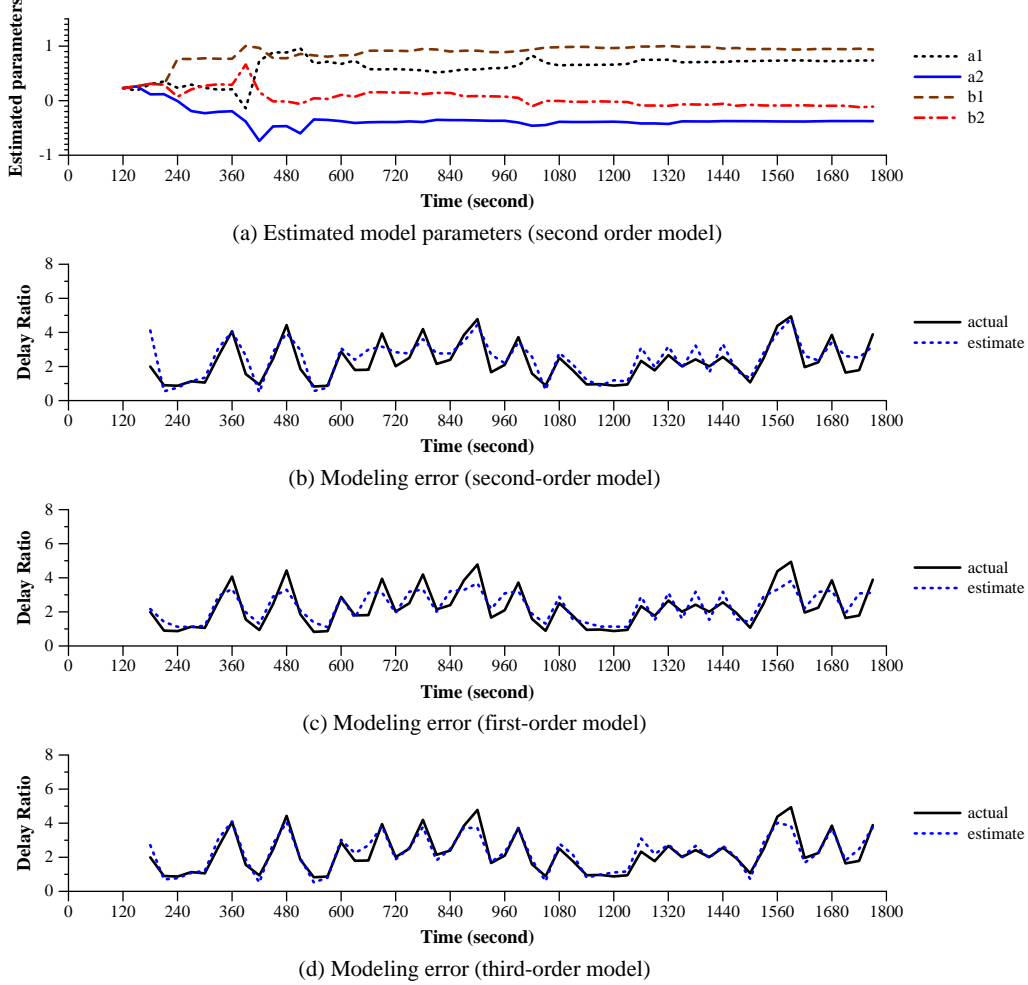 Estimated parameters
1
0
-1
0 120 240 360 480 600 720 840 960 1080 1200 1320 1440 1560 1680 1800
Time (second)
a1
a2
b1
b2
(a) Estimated model parameters (second order model)
Delay Ratio
8
6
4
2
0
0 120 240 360 480 600 720 840 960 1080 1200 1320 1440 1560 1680 1800
Time (second)
actual
estimate
(b) Modeling error (second-order model)
Delay Ratio
8
6
4
2
0
0 120 240 360 480 600 720 840 960 1080 1200 1320 1440 1560 1680 1800
Time (second)
actual
estimate
(c) Modeling error (first-order model)
Delay Ratio
8
6
4
2
0
0 120 240 360 480 600 720 840 960 1080 1200 1320 1440 1560 1680 1800
Time (second)
actual
estimate
(d) Modeling error (third-order model)